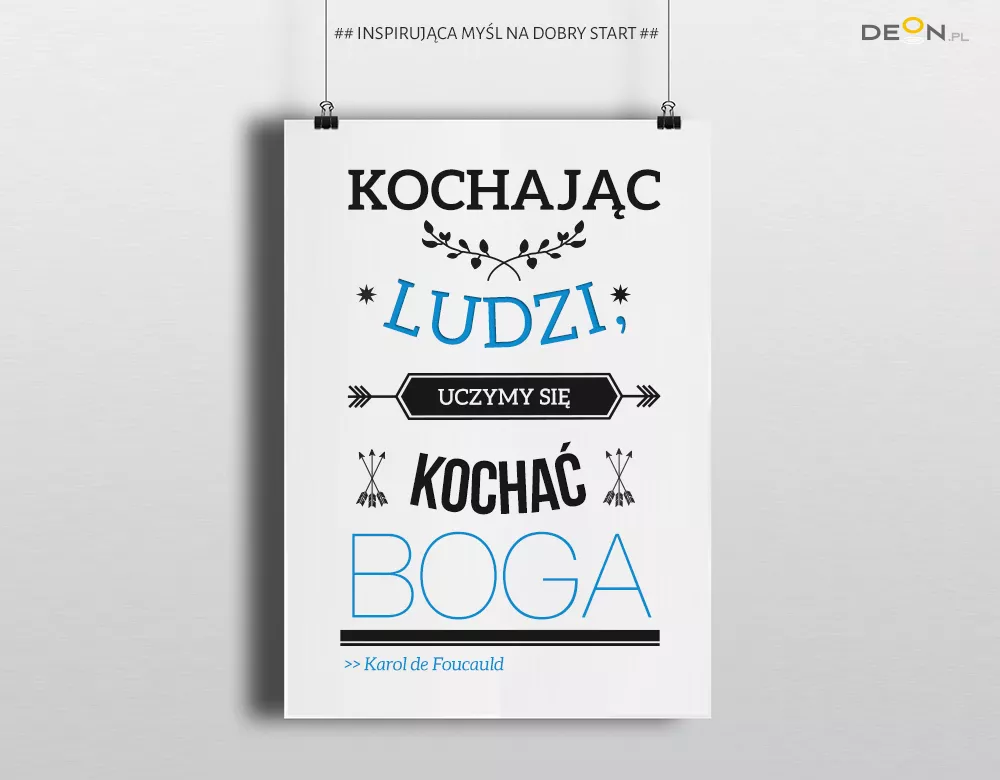 ## INSPIRUJĄCA MYŚL NA DOBRY START ##
DEON.PL
KOCHAJĄC
LUDZI,
UCZYMY SIĘ
KOCHAĆ
BOGA
>> Karol de Foucauld